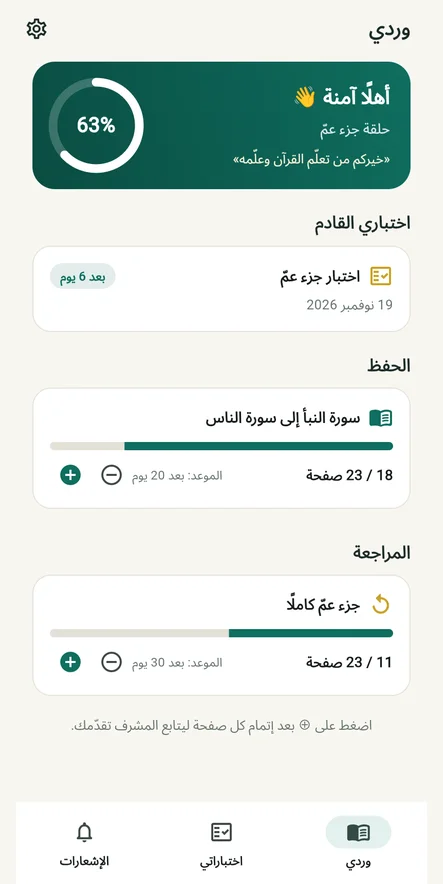 وردي
أهلًا آمنة 👋
حلقة جزء عمّ
«خيركم من تعلّم القرآن وعلّمه»
63%
اختباري القادم
اختبار جزء عمّ
بعد 6 يوم
19 نوفمبر 2026
الحفظ
سورة النبأ إلى سورة الناس
18 / 23 صفحة
الموعد: بعد 20 يوم
المراجعة
جزء عمّ كاملًا
11 / 23 صفحة
الموعد: بعد 30 يوم
اضغط على ⊕ بعد إتمام كل صفحة ليتابع المشرف تقدّمك.
وردي
اختباراتي
الإشعارات